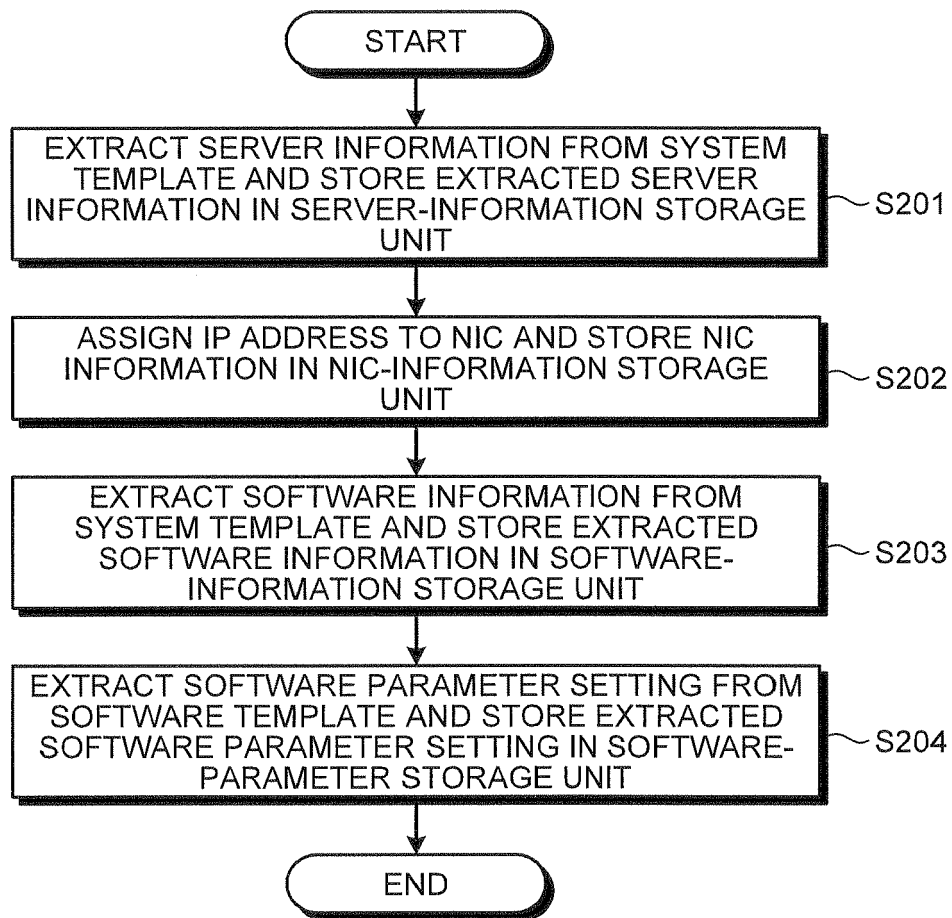 START
EXTRACT SERVER INFORMATION FROM SYSTEM
TEMPLATE AND STORE EXTRACTED SERVER
INFORMATION IN SERVER-INFORMATION STORAGE
UNIT
S201
ASSIGN IP ADDRESS TO NIC AND STORE NIC
INFORMATION IN NIC-INFORMATION STORAGE
UNIT
S202
EXTRACT SOFTWARE INFORMATION FROM
SYSTEM TEMPLATE AND STORE EXTRACTED
SOFTWARE INFORMATION IN SOFTWARE-
INFORMATION STORAGE UNIT
S203
EXTRACT SOFTWARE PARAMETER SETTING FROM
SOFTWARE TEMPLATE AND STORE EXTRACTED
SOFTWARE PARAMETER SETTING IN SOFTWARE-
PARAMETER STORAGE UNIT
S204
END